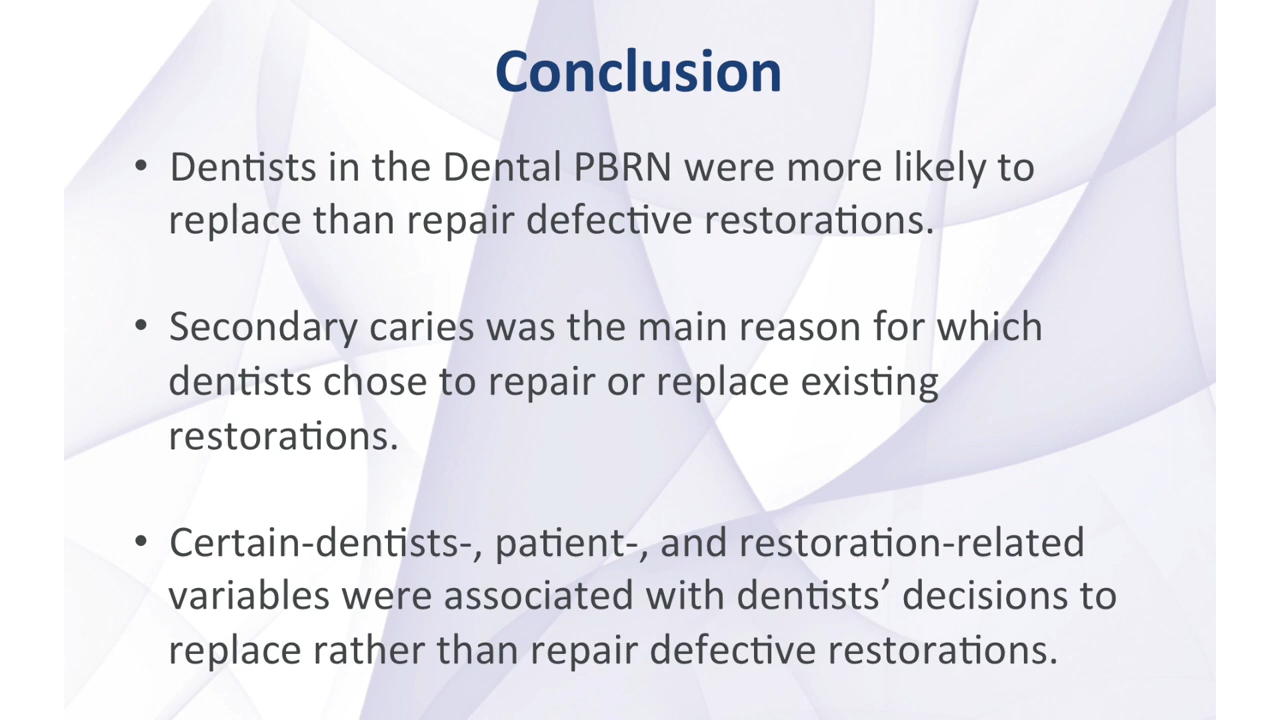 Conclusion
• Dentists in the Dental PBRN were more likely to
replace than repair defective restorations.
• Secondary caries was the main reason for which
dentists chose to repair or replace existing
restorations.
• Certain-dentists-, patient-, and restoration-related
variables were associated with dentists’ decisions to
replace rather than repair defective restorations.